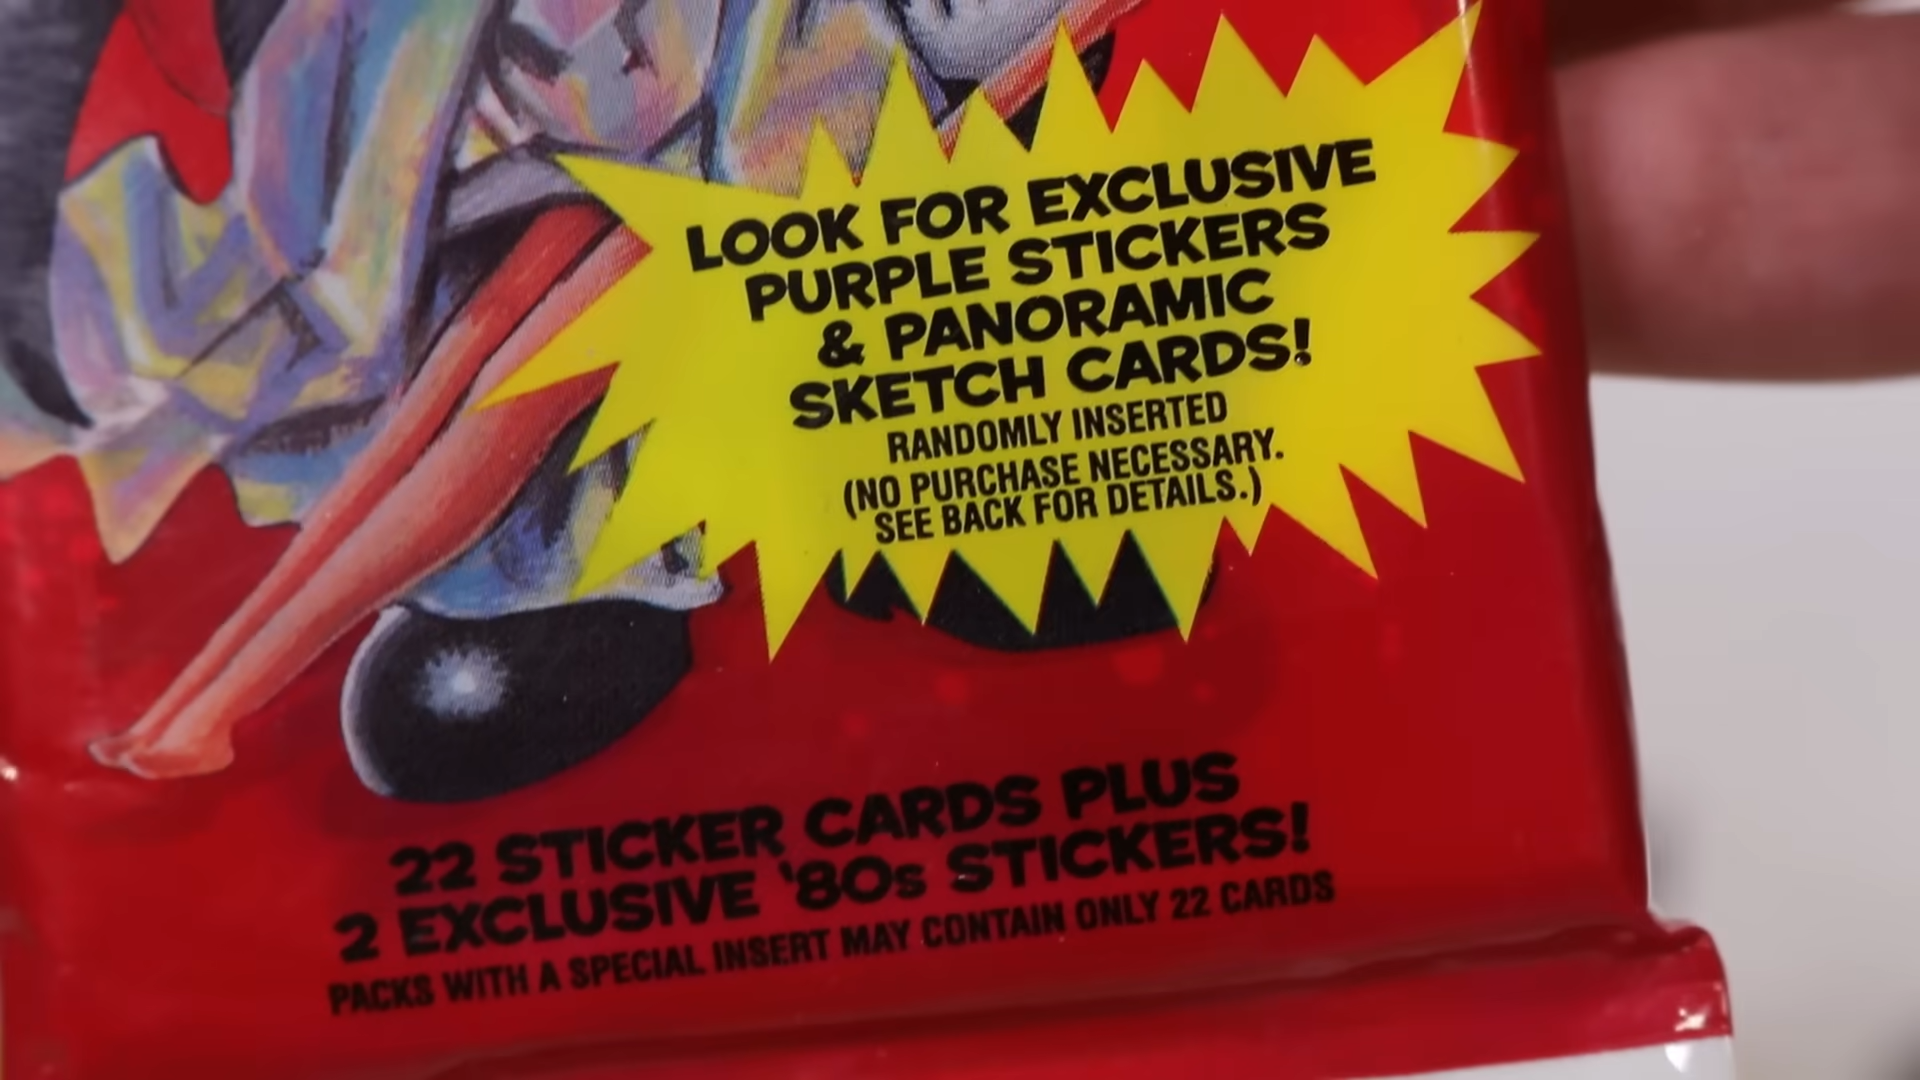 LOOK FOR EXCLUSIVE
PURPLE STICKERS
& PANORAMIC
SKETCH CARDS!
RANDOMLY INSERTED
(NO PURCHASE NECESSARY.
SEE BACK FOR DETAILS.)
22 STICKER CARDS PLUS
2 EXCLUSIVE '80s STICKERS!
PACKS WITH A SPECIAL INSERT MAY CONTAIN ONLY 22 CARDS